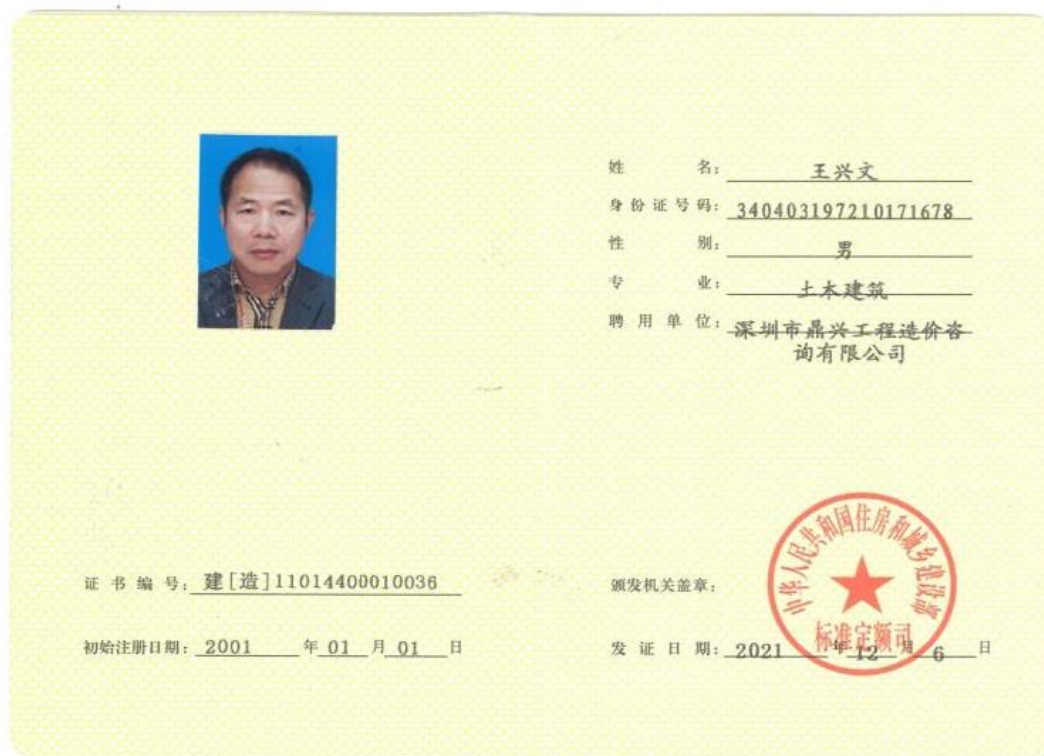 姓 名: 王兴文
身份证号码: 340403197210171678
性 别: 男
专 业: 土木建筑
聘用单位: 深圳市鼎兴工程造价咨
询有限公司
证书编号: 建[造]11014400010036
初始注册日期: 2001 年 01 月 01 日
颁发机关盖章:
中华人民共和国住房和城乡建设部
标准定额司
发证日期: 2021 年 12 月 6 日